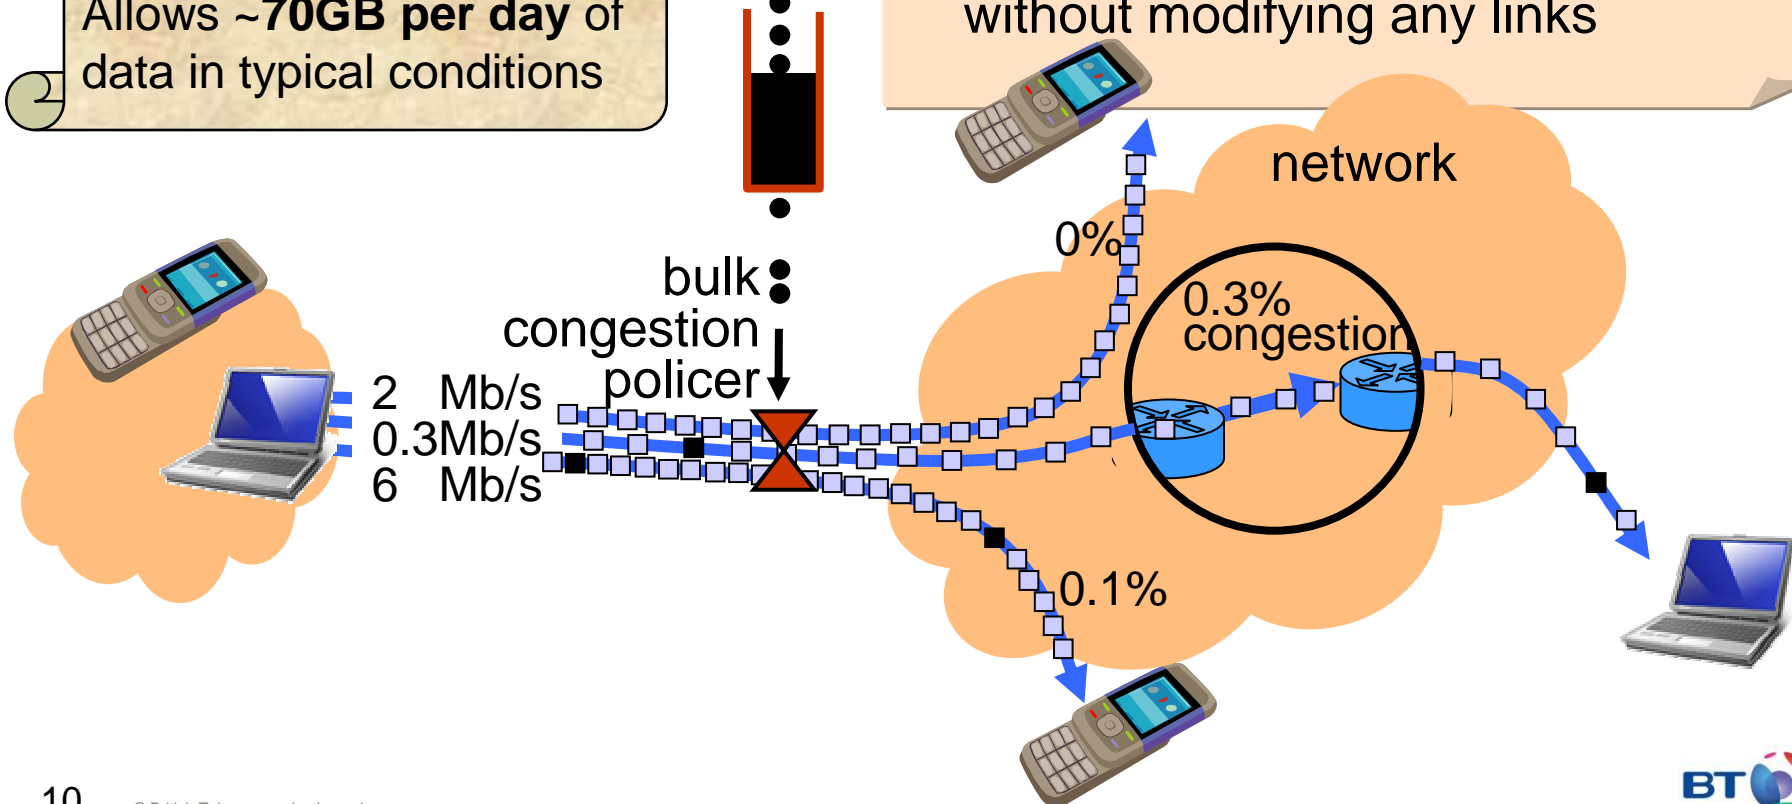 Allows ~70GB per day of
data in typical conditions
without modifying any links
network
0%
bulk
congestion
policer
0.3%
congestion
2 Mb/s
0.3Mb/s
6 Mb/s
0.1%
10
BT